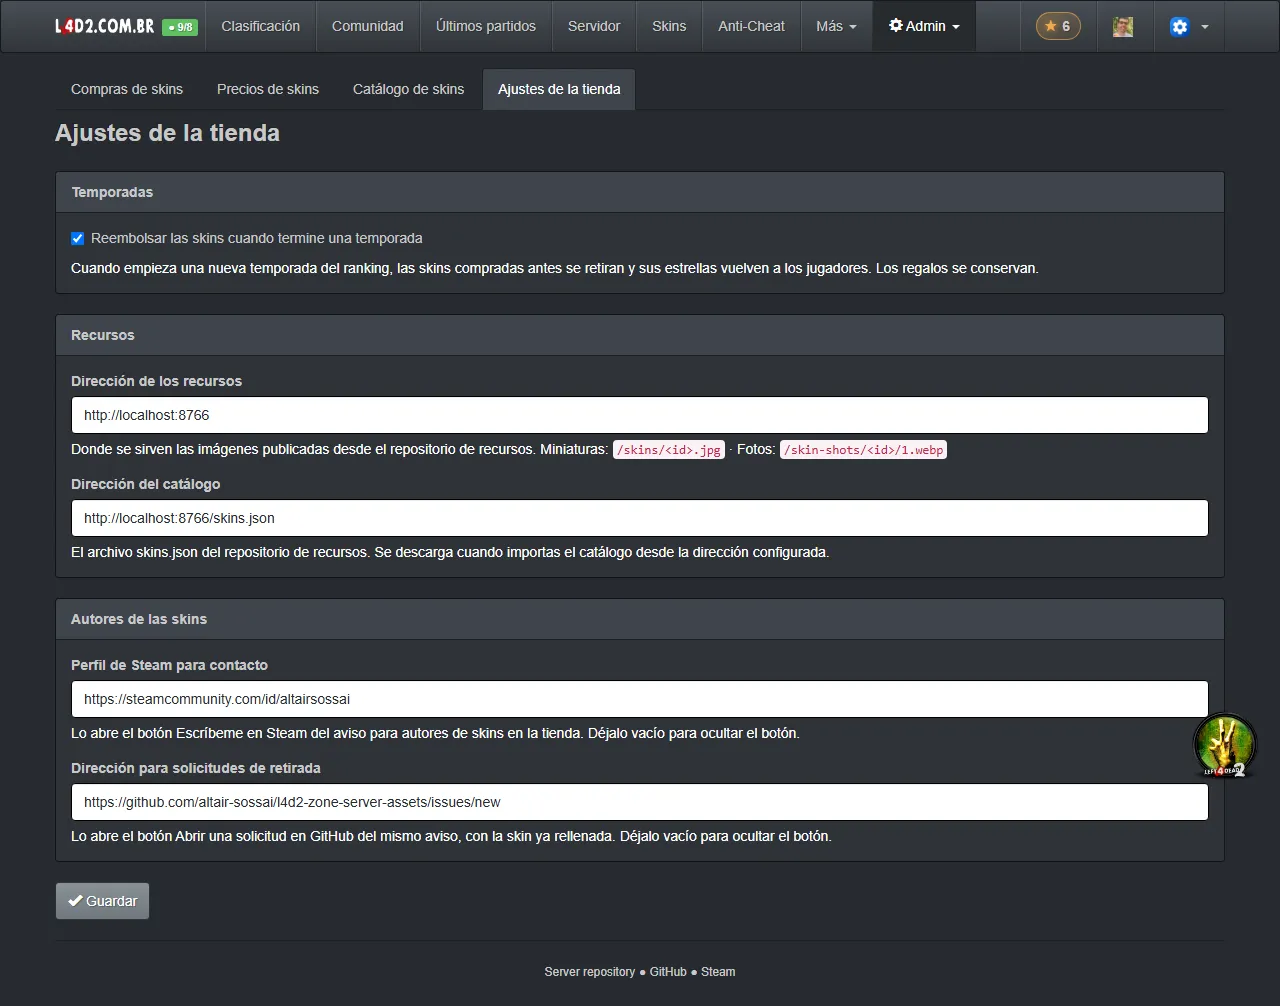 L4D2.COM.BR
● 9/8
Clasificación
Comunidad
Últimos partidos
Servidor
Skins
Anti-Cheat
Más
Admin
6
Compras de skins
Precios de skins
Catálogo de skins
Ajustes de la tienda
Ajustes de la tienda
Temporadas
Reembolsar las skins cuando termine una temporada
Cuando empieza una nueva temporada del ranking, las skins compradas antes se retiran y sus estrellas vuelven a los jugadores. Los regalos se conservan.
Recursos
Dirección de los recursos
http://localhost:8766
Donde se sirven las imágenes publicadas desde el repositorio de recursos. Miniaturas: /skins/<id>.jpg · Fotos: /skin-shots/<id>/1.webp
Dirección del catálogo
http://localhost:8766/skins.json
El archivo skins.json del repositorio de recursos. Se descarga cuando importas el catálogo desde la dirección configurada.
Autores de las skins
Perfil de Steam para contacto
https://steamcommunity.com/id/altairsossai
Lo abre el botón Escríbeme en Steam del aviso para autores de skins en la tienda. Déjalo vacío para ocultar el botón.
LEFT 4 DEAD 2
Dirección para solicitudes de retirada
https://github.com/altair-sossai/l4d2-zone-server-assets/issues/new
Lo abre el botón Abrir una solicitud en GitHub del mismo aviso, con la skin ya rellenada. Déjalo vacío para ocultar el botón.
Guardar
Server repository ● GitHub ● Steam